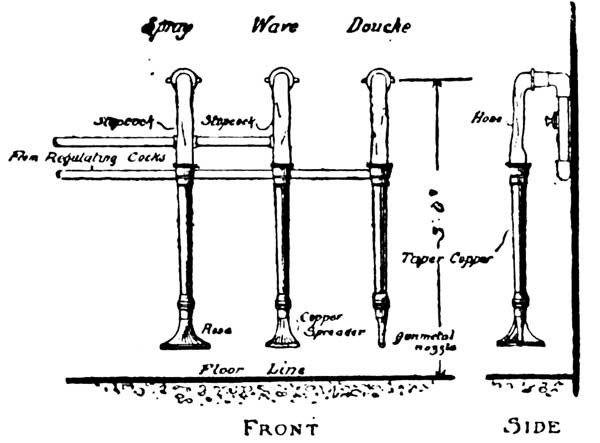 Spray Wave Douche
Stopcock Stopcock Hose
From Regulating Cocks
3'.0"
Taper Copper
Rose Copper Spreader gunmetal nozzle
Floor Line
FRONT SIDE